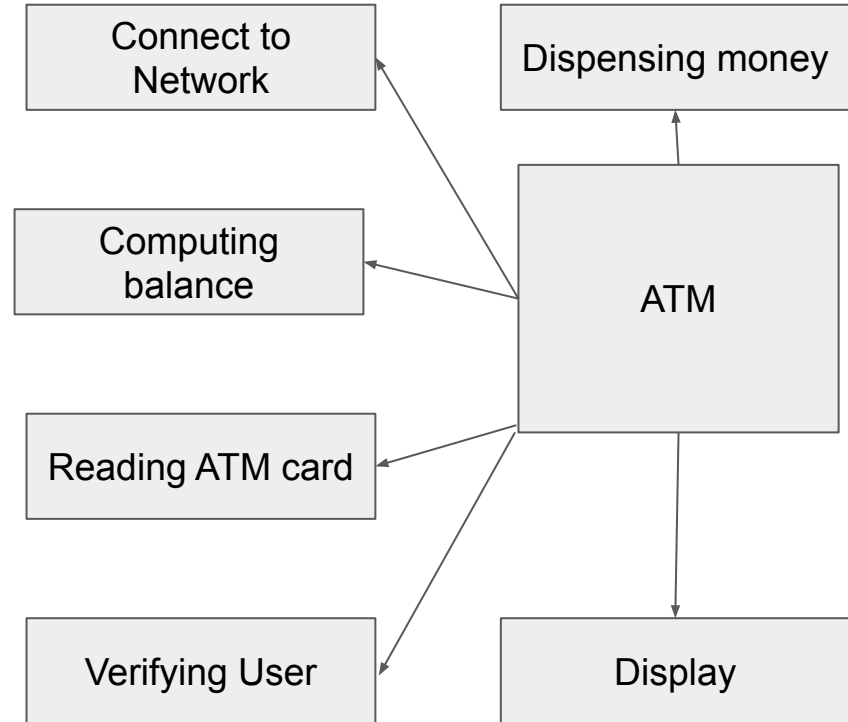 Connect to
Network
Dispensing money
Computing
balance
ATM
Reading ATM card
Verifying User
Display